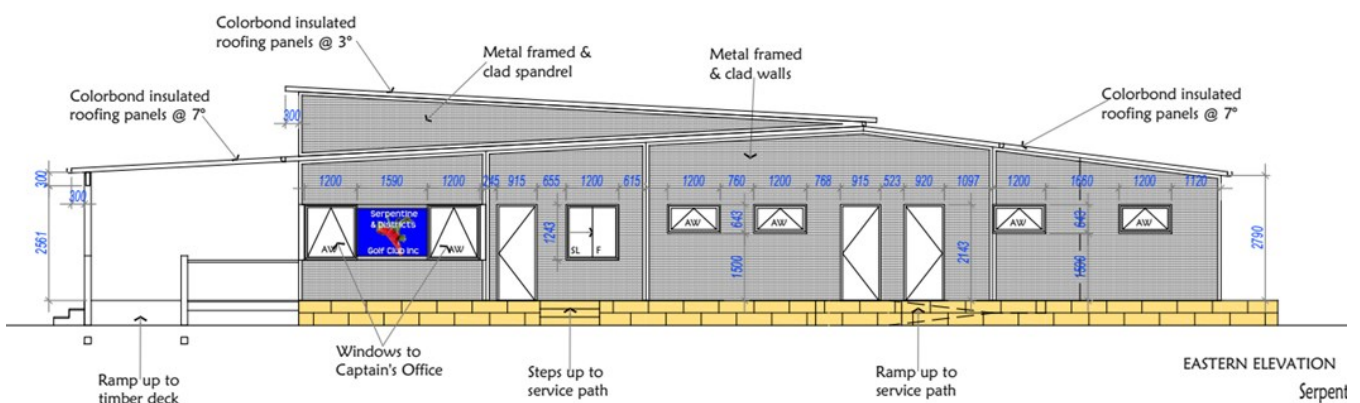 Colorbond insulated
roofing panels @ 3°
Metal framed &
clad spandrel
Metal framed
& clad walls
Colorbond insulated
roofing panels @ 7°
Colorbond insulated
roofing panels @ 7°
300
300
300
2561
1200 1590 1200 245 915 655 1200 615 1200 760 1200 768 915 523 920 1097 1200 1650 1200 1120
Serpentine
& Districts
Golf Club Inc
AW AW
1243
SL F
AW AW AW AW
643 643
1500 2143 1500
2790
Windows to
Captain's Office
Ramp up to
timber deck
Steps up to
service path
Ramp up to
service path
EASTERN ELEVATION
Serpent